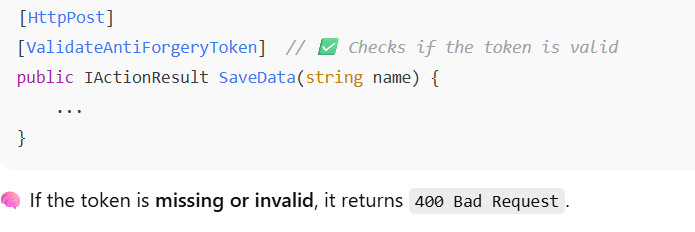 [HttpPost]
[ValidateAntiForgeryToken]  // ✅ Checks if the token is valid
public IActionResult SaveData(string name) {
    ...
}
🧠 If the token is missing or invalid, it returns 400 Bad Request.